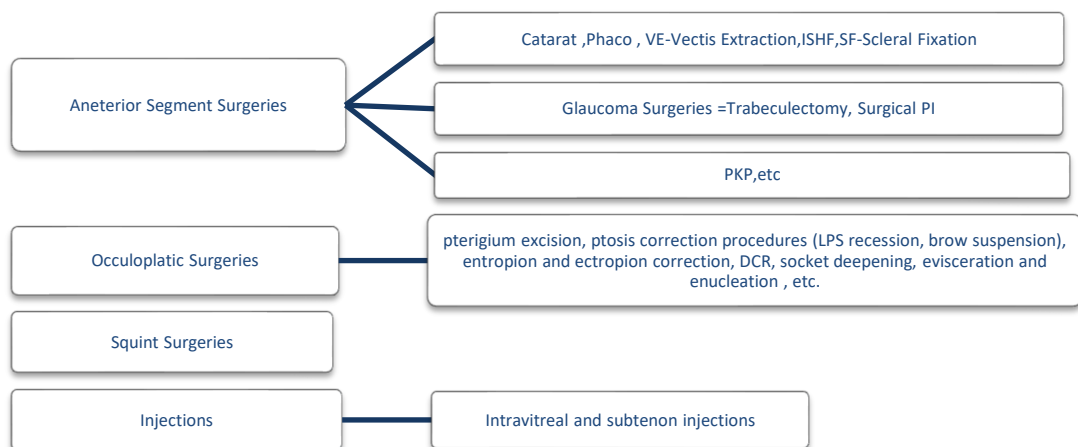 Aneterior Segment Surgeries
Catarat ,Phaco , VE-Vectis Extraction,ISHF,SF-Scleral Fixation
Glaucoma Surgeries =Trabeculectomy, Surgical PI
PKP,etc
Occuloplatic Surgeries
pterigium excision, ptosis correction procedures (LPS recession, brow suspension),
entropion and ectropion correction, DCR, socket deepening, evisceration and
enucleation , etc.
Squint Surgeries
Injections
Intravitreal and subtenon injections